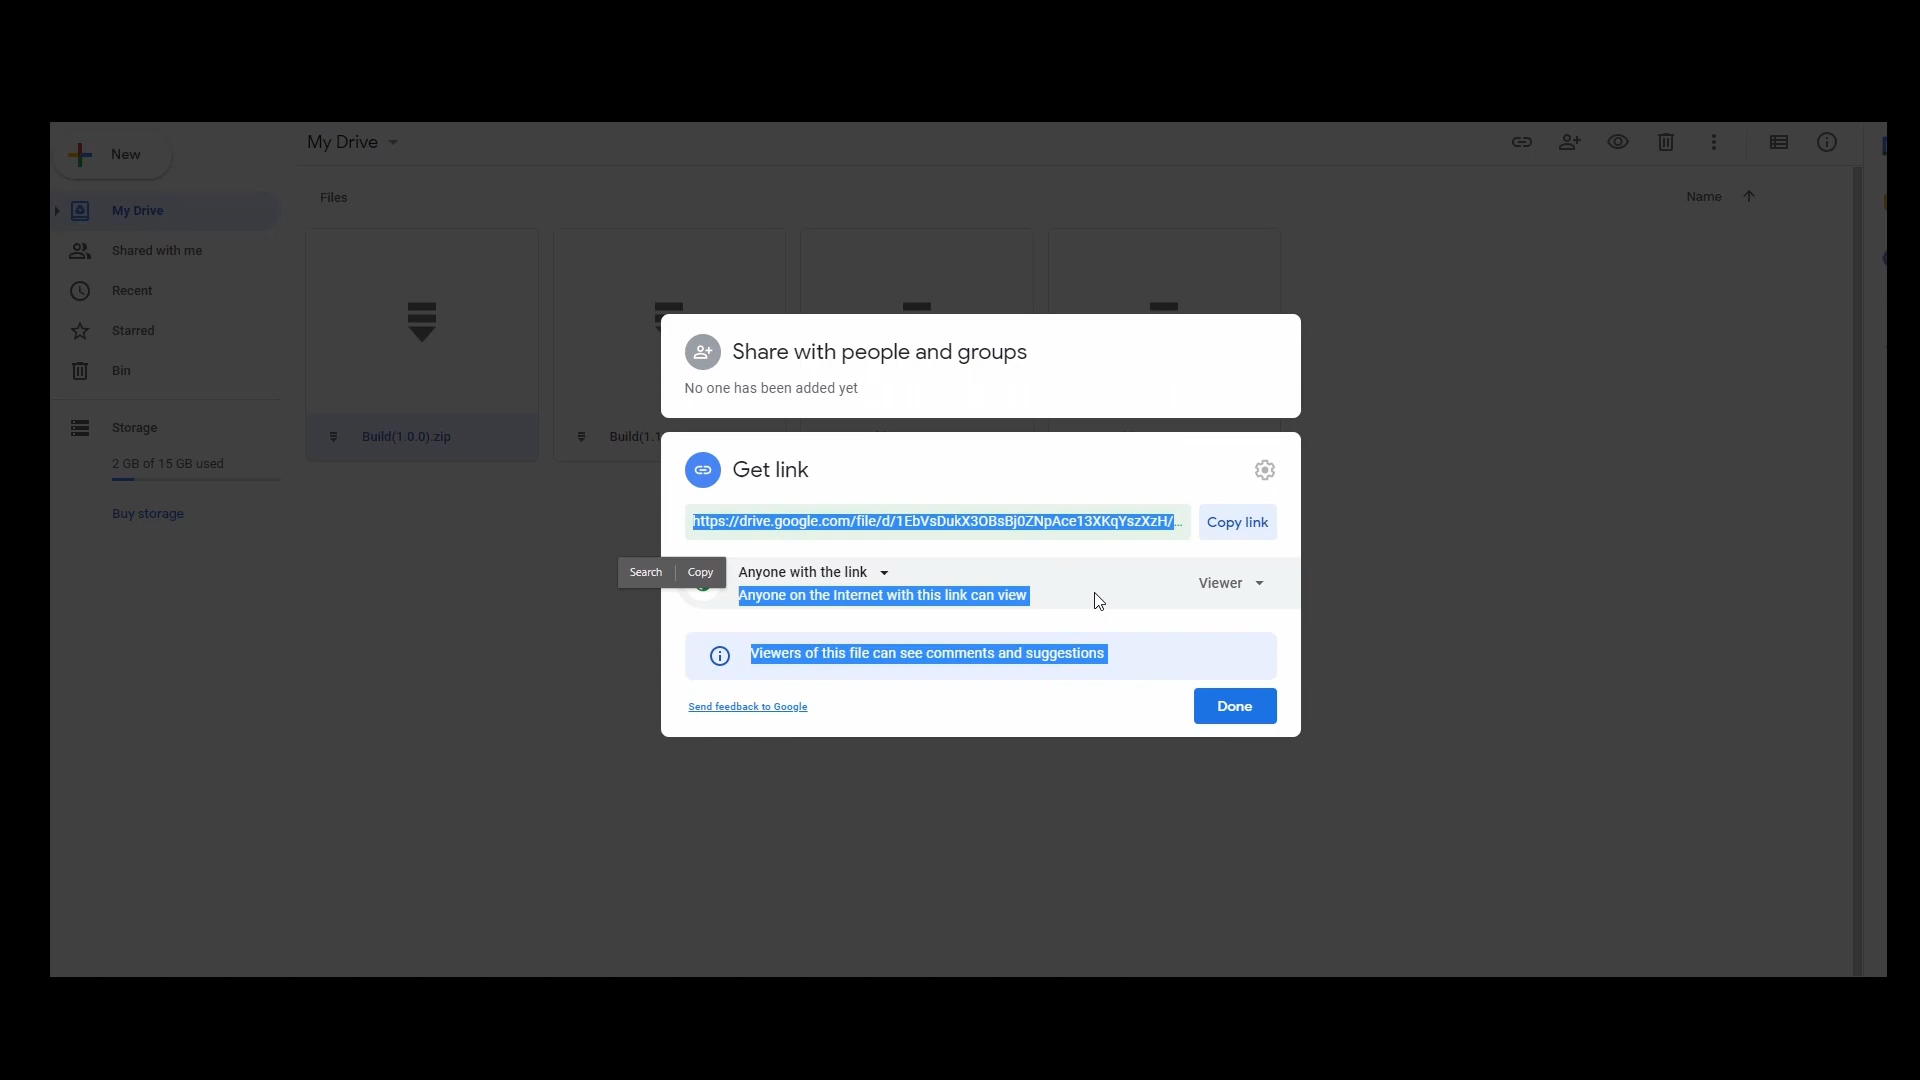 New
My Drive
Files
Name
My Drive
Shared with me
Recent
Starred
Bin
Storage
2 GB of 15 GB used
Buy storage
Build(1.0.0).zip
Build(1.1
Share with people and groups
No one has been added yet
Get link
https://drive.google.com/file/d/1EbVsDukX3OBsBj0ZNpAce13XKqYszXzH/...
Copy link
Search
Copy
Anyone with the link
Anyone on the Internet with this link can view
Viewer
Viewers of this file can see comments and suggestions
Send feedback to Google
Done